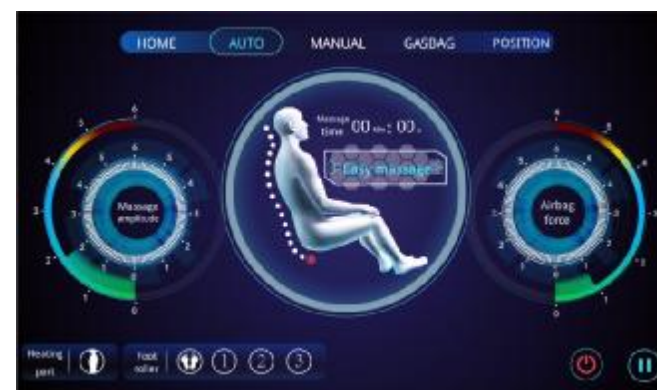 HOME AUTO MANUAL GASBAG POSITION
Massage
time 00 Min : 00 s
Easy massage
Massage
amplitude
Airbag
force
Heating
part
Foot
roller
1 2 3